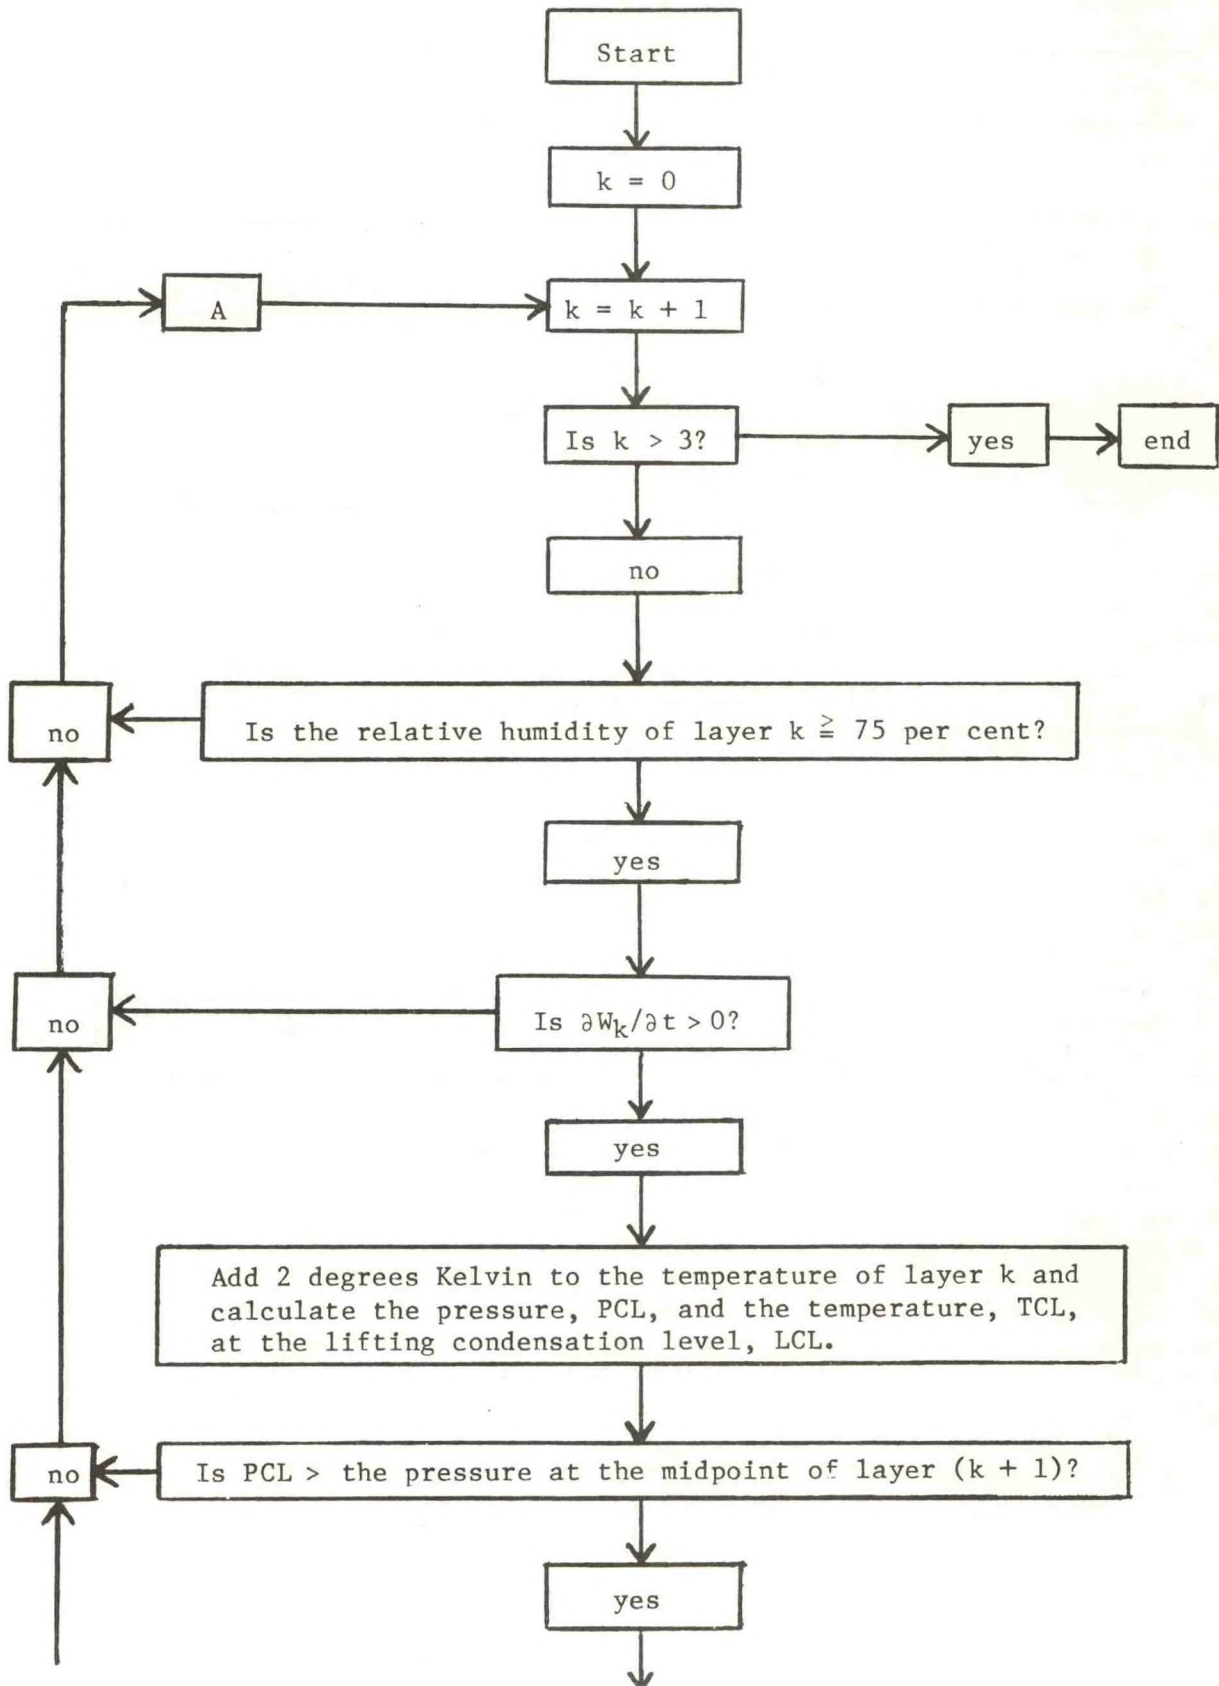 Start
k = 0
A
k = k + 1
Is k > 3?
yes
end
no
no
Is the relative humidity of layer k ≧ 75 per cent?
yes
no
Is ∂Wk/∂t > 0?
yes
Add 2 degrees Kelvin to the temperature of layer k and
calculate the pressure, PCL, and the temperature, TCL,
at the lifting condensation level, LCL.
no
Is PCL > the pressure at the midpoint of layer (k + 1)?
yes